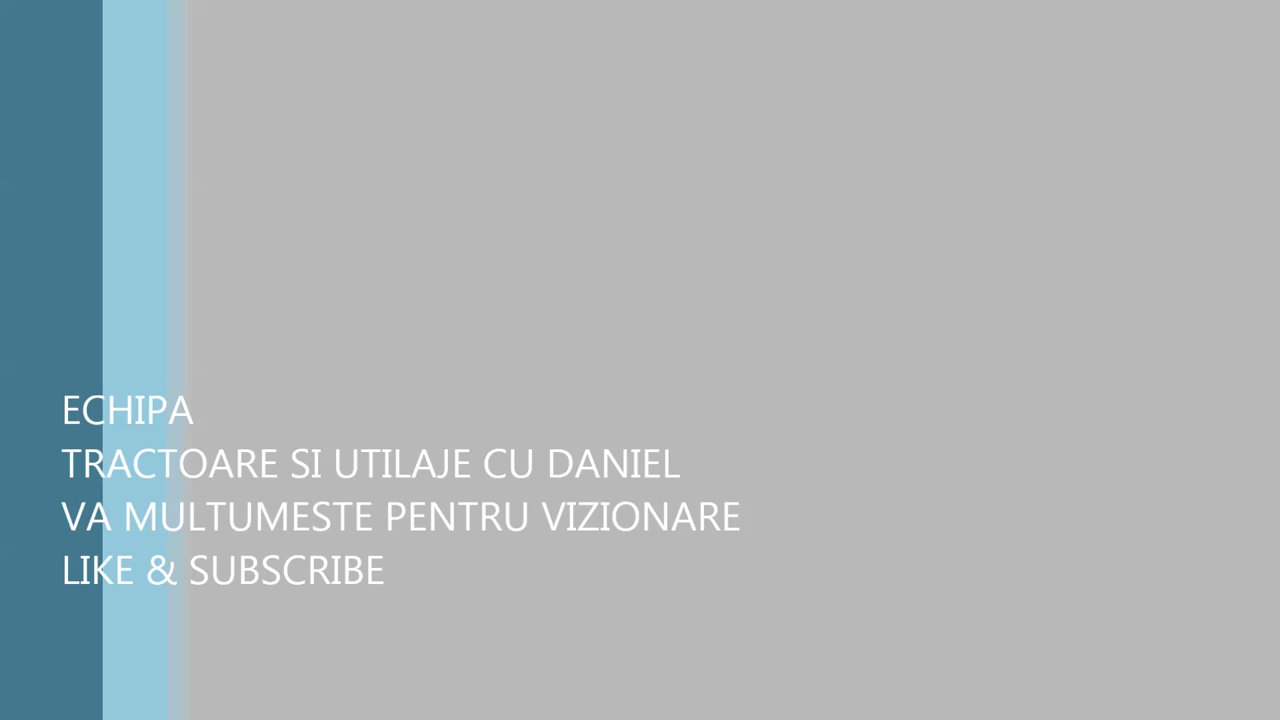 ECHIPA
TRACTOARE SI UTILAJE CU DANIEL
VA MULTUMESTE PENTRU VIZIONARE
LIKE & SUBSCRIBE